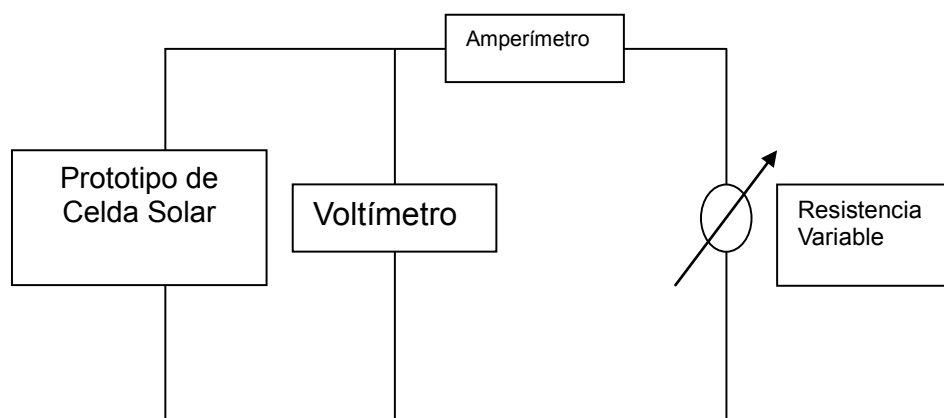 Amperímetro
Prototipo de
Celda Solar
Voltímetro
Resistencia
Variable